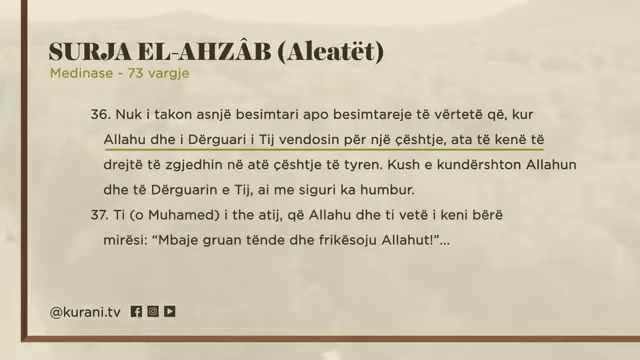 SURJA EL-AHZÂB (Aleatët)
Medinase - 73 vargje
36. Nuk i takon asnjë besimtari apo besimtareje të vërtetë që, kur
Allahu dhe i Dërguari i Tij vendosin për një çështje, ata të kenë të
drejtë të zgjedhin në atë çështje të tyren. Kush e kundërshton Allahun
dhe të Dërguarin e Tij, ai me siguri ka humbur.
37. Ti (o Muhamed) i the atij, që Allahu dhe ti vetë i keni bërë
mirësi: “Mbaje gruan tënde dhe frikësoju Allahut!”...
@kurani.tv